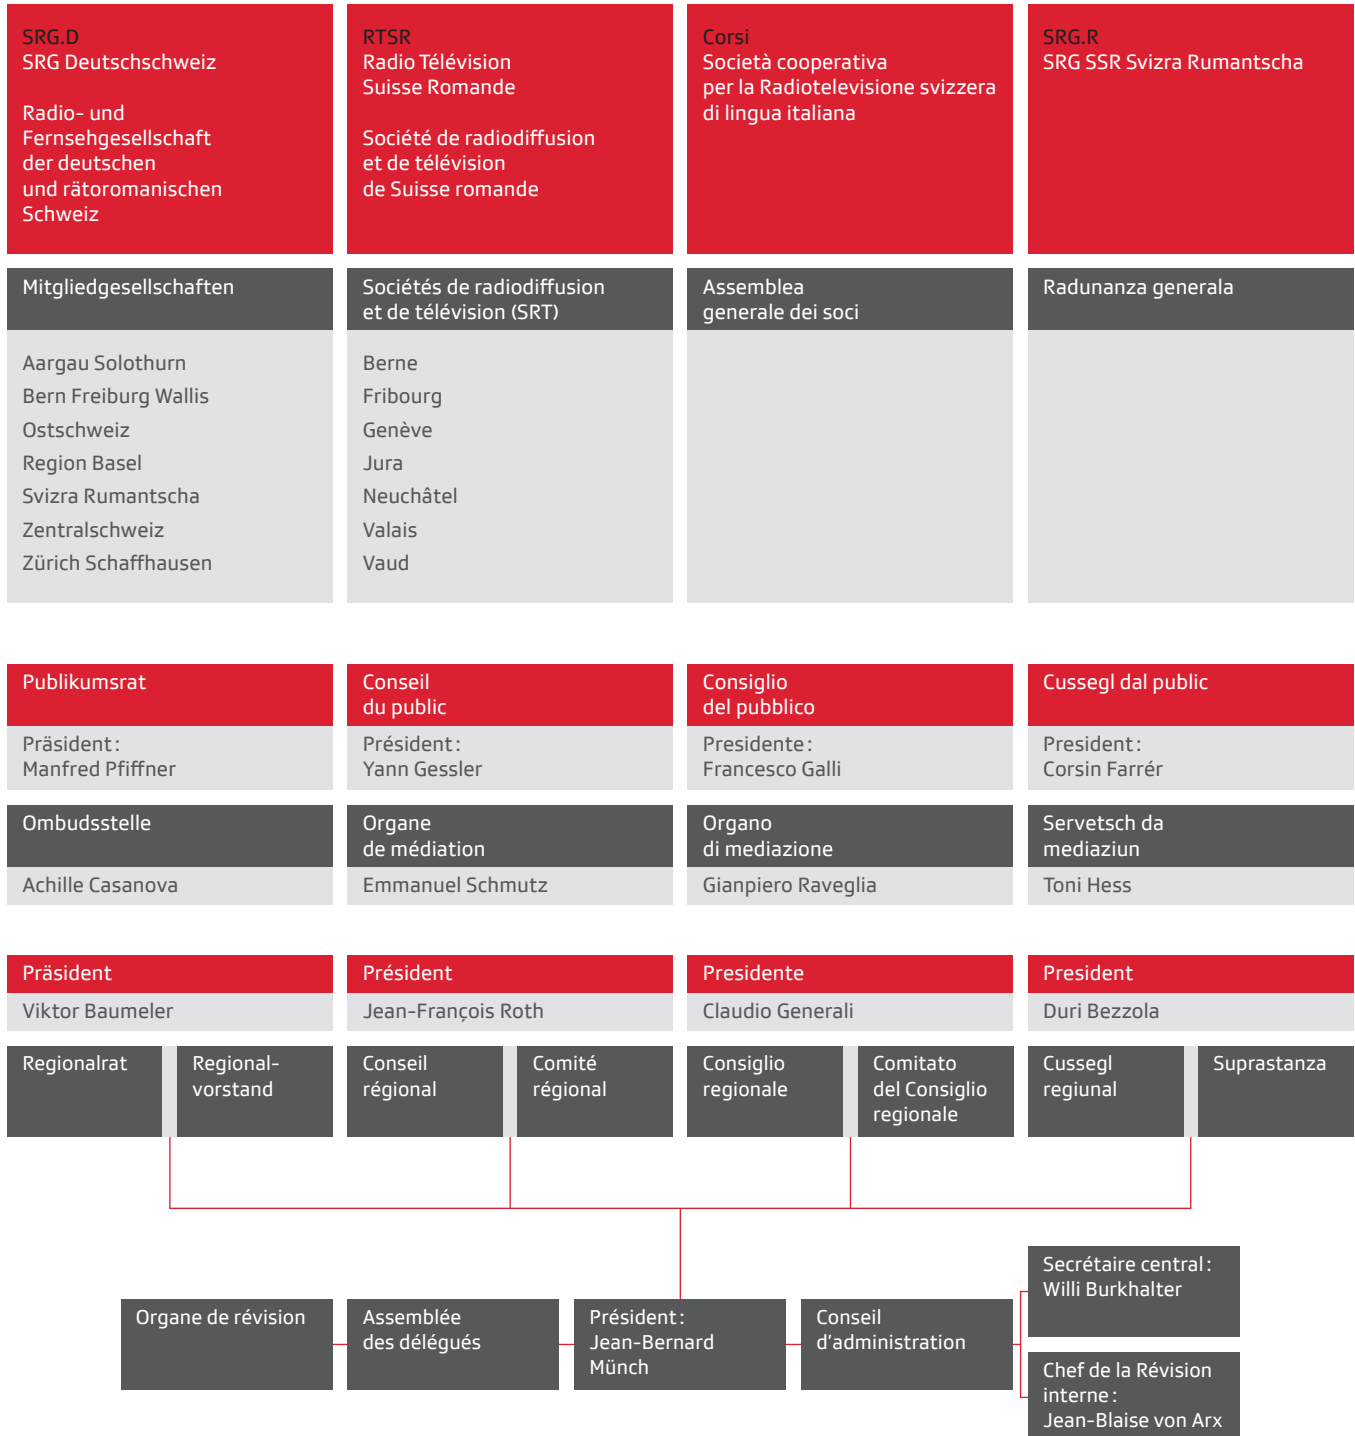 SRG.D
SRG Deutschschweiz
Radio- und
Fernsehgesellschaft
der deutschen
und rätoromanischen
Schweiz
RTSR
Radio Télévision
Suisse Romande
Société de radiodiffusion
et de télévision
de Suisse romande
Corsi
Società cooperativa
per la Radiotelevisione svizzera
di lingua italiana
SRG.R
SRG SSR Svizra Rumantscha
Mitgliedgesellschaften
Sociétés de radiodiffusion
et de télévision (SRT)
Assemblea
generale dei soci
Radunanza generala
Aargau Solothurn
Bern Freiburg Wallis
Ostschweiz
Region Basel
Svizra Rumantscha
Zentralschweiz
Zürich Schaffhausen
Berne
Fribourg
Genève
Jura
Neuchâtel
Valais
Vaud
Publikumsrat
Conseil
du public
Consiglio
del pubblico
Cussegl dal public
Präsident:
Manfred Pfiffner
Président:
Yann Gessler
Presidente:
Francesco Galli
President:
Corsin Farrér
Ombudsstelle
Organe
de médiation
Organo
di mediazione
Servetsch da
mediaziun
Achille Casanova
Emmanuel Schmutz
Gianpiero Raveglia
Toni Hess
Präsident
Président
Presidente
President
Viktor Baumeler
Jean-François Roth
Claudio Generali
Duri Bezzola
Regionalrat
Regional-
vorstand
Conseil
régional
Comité
régional
Consiglio
regionale
Comitato
del Consiglio
regionale
Cussegl
regiunal
Suprastanza
Organe de révision
Assemblée
des délégués
Président:
Jean-Bernard
Münch
Conseil
d'administration
Secrétaire central:
Willi Burkhalter
Chef de la Révision
interne:
Jean-Blaise von Arx